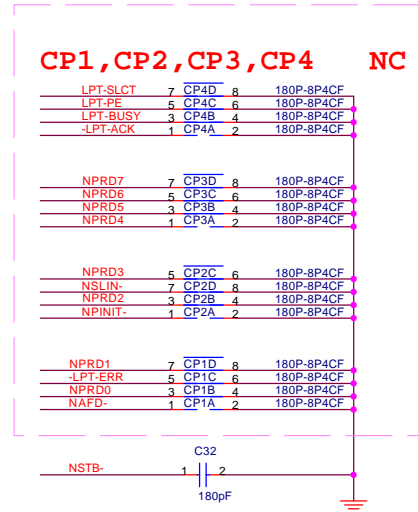 CP1,CP2,CP3,CP4 NC
LPT-SLCT 7 CP4D 8 180P-8P4CF
LPT-PE 5 CP4C 6 180P-8P4CF
LPT-BUSY 3 CP4B 4 180P-8P4CF
-LPT-ACK 1 CP4A 2 180P-8P4CF
NPRD7 7 CP3D 8 180P-8P4CF
NPRD6 5 CP3C 6 180P-8P4CF
NPRD5 3 CP3B 4 180P-8P4CF
NPRD4 1 CP3A 2 180P-8P4CF
NPRD3 5 CP2C 6 180P-8P4CF
NSLIN- 7 CP2D 8 180P-8P4CF
NPRD2 3 CP2B 4 180P-8P4CF
NPINIT- 1 CP2A 2 180P-8P4CF
NPRD1 7 CP1D 8 180P-8P4CF
-LPT-ERR 5 CP1C 6 180P-8P4CF
NPRD0 3 CP1B 4 180P-8P4CF
NAFD- 1 CP1A 2 180P-8P4CF
C32
NSTB- 1 2
180pF